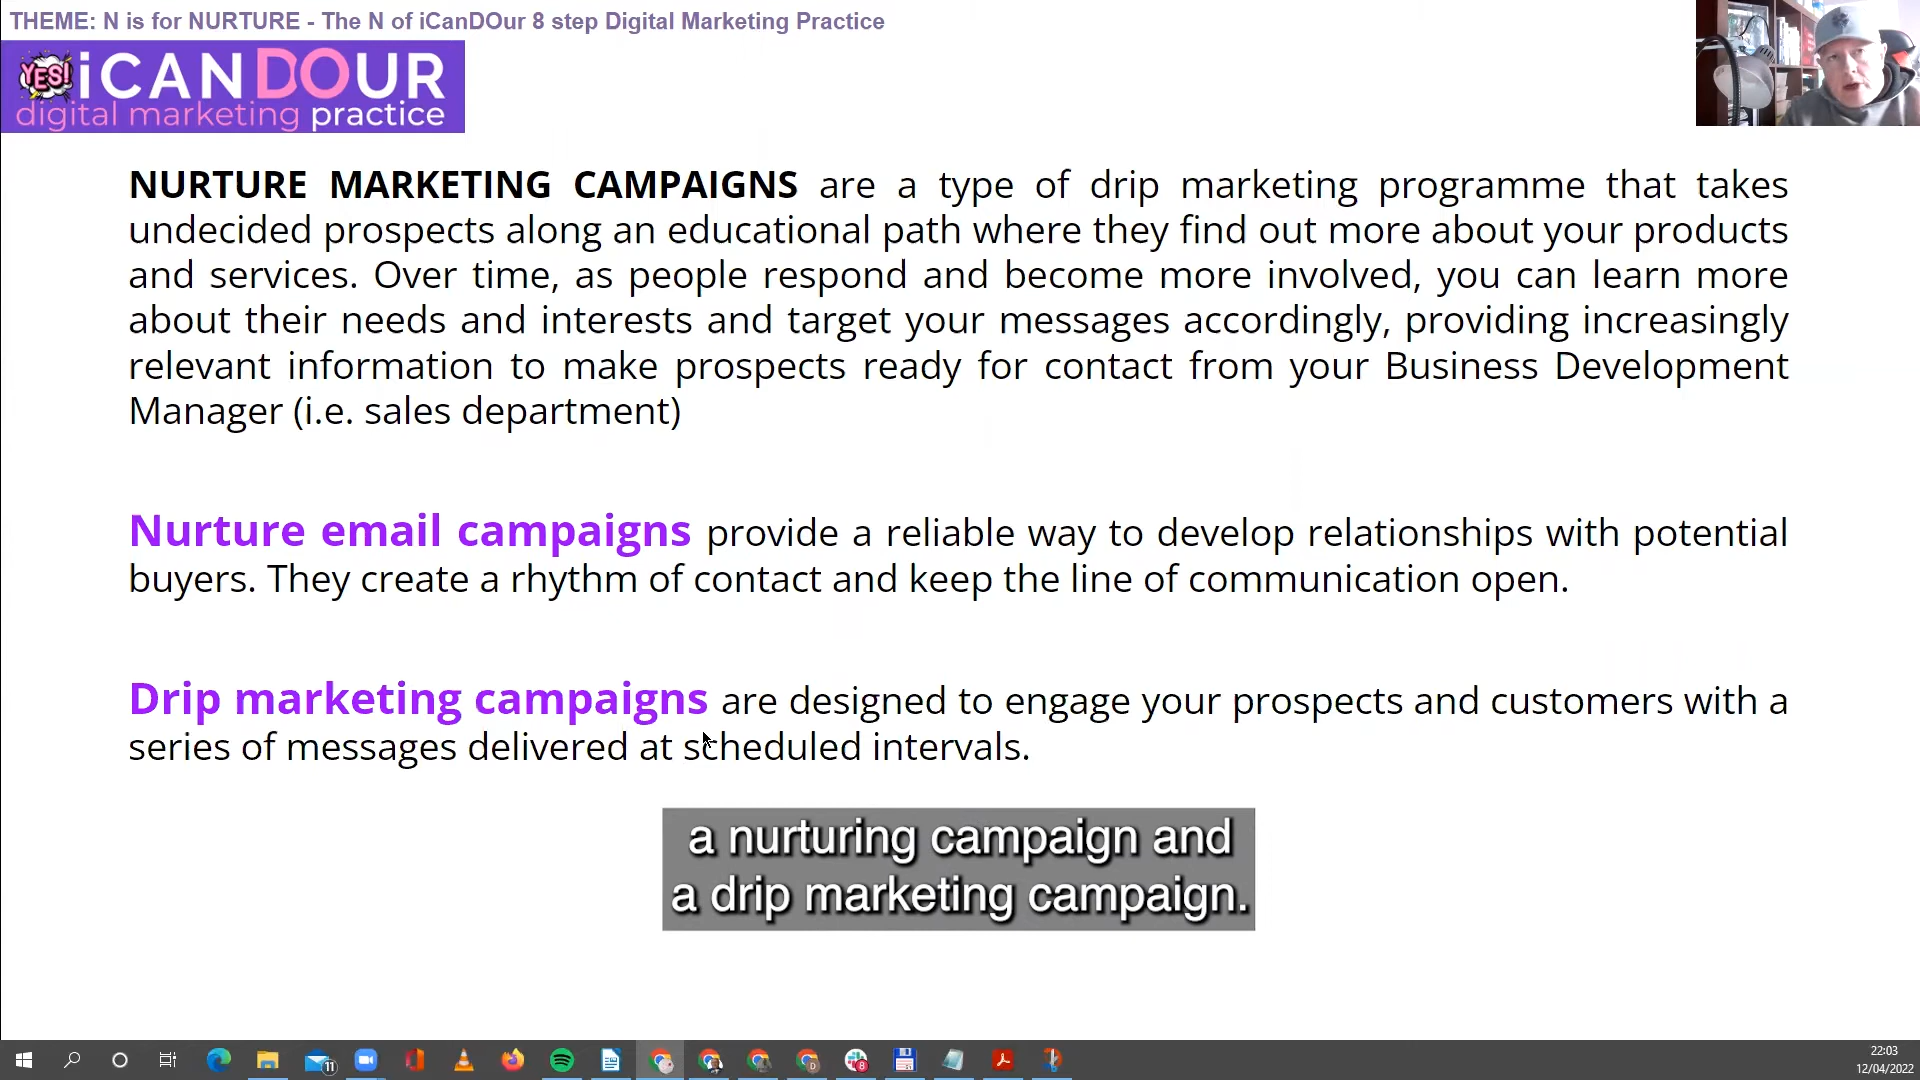 THEME: N is for NURTURE - The N of iCanDOur 8 step Digital Marketing Practice
YES! iCANDOUR
digital marketing practice
NURTURE MARKETING CAMPAIGNS are a type of drip marketing programme that takes
undecided prospects along an educational path where they find out more about your products
and services. Over time, as people respond and become more involved, you can learn more
about their needs and interests and target your messages accordingly, providing increasingly
relevant information to make prospects ready for contact from your Business Development
Manager (i.e. sales department)
Nurture email campaigns provide a reliable way to develop relationships with potential
buyers. They create a rhythm of contact and keep the line of communication open.
Drip marketing campaigns are designed to engage your prospects and customers with a
series of messages delivered at scheduled intervals.
a nurturing campaign and
a drip marketing campaign.
11
8
22:03
12/04/2022